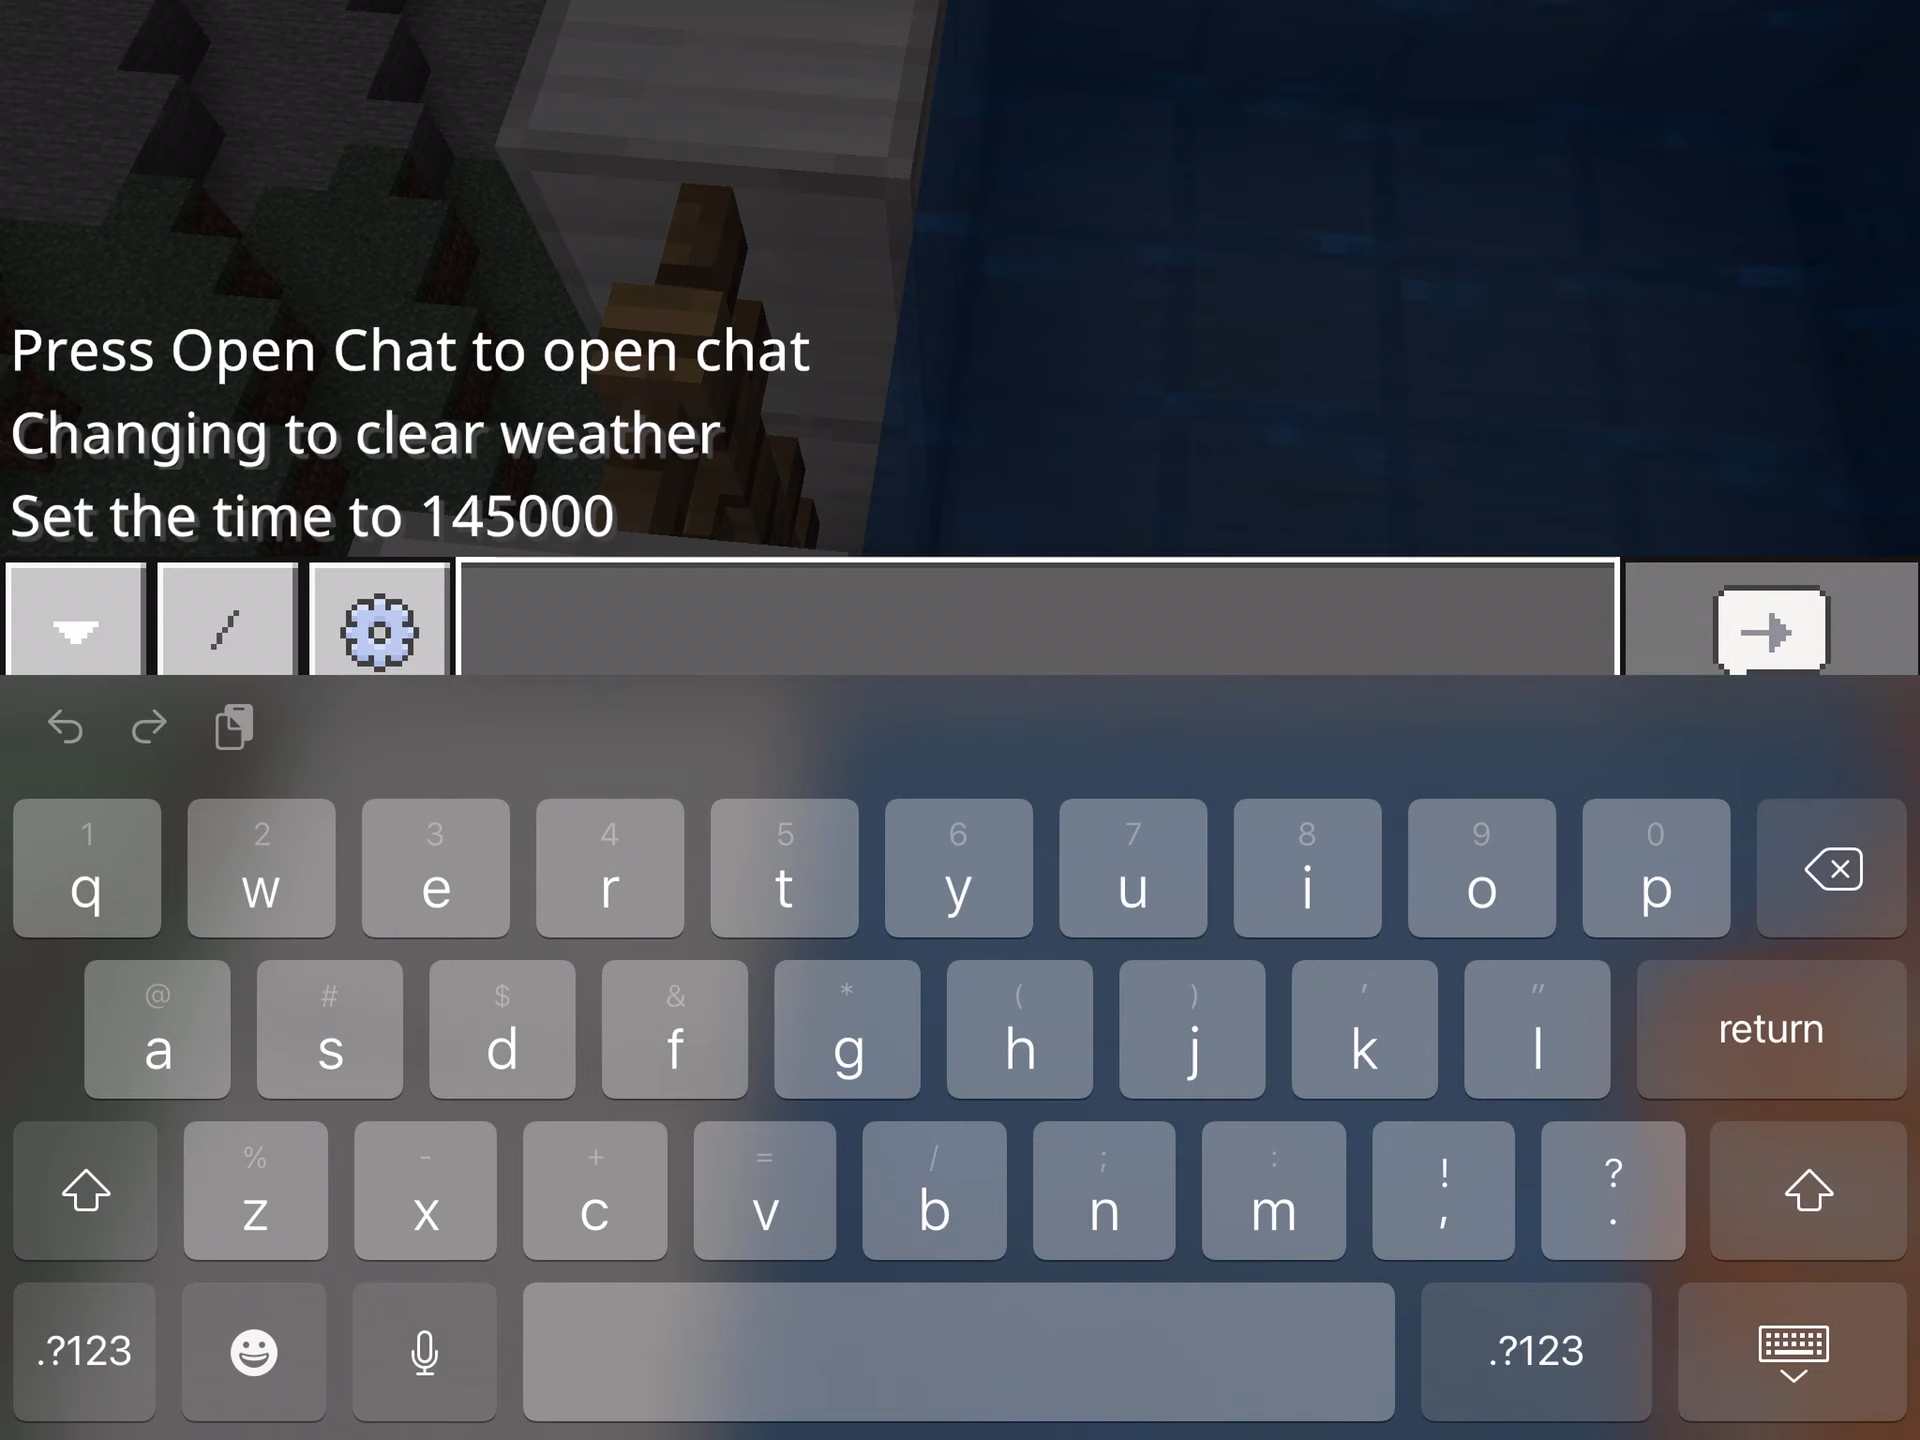 Press Open Chat to open chat
Changing to clear weather
Set the time to 145000
/
1 2 3 4 5 6 7 8 9 0
q w e r t y u i o p
@ # $ & * ( ) ' "
a s d f g h j k l return
% - + = / ; : ! ?
z x c v b n m , .
.?123 .?123